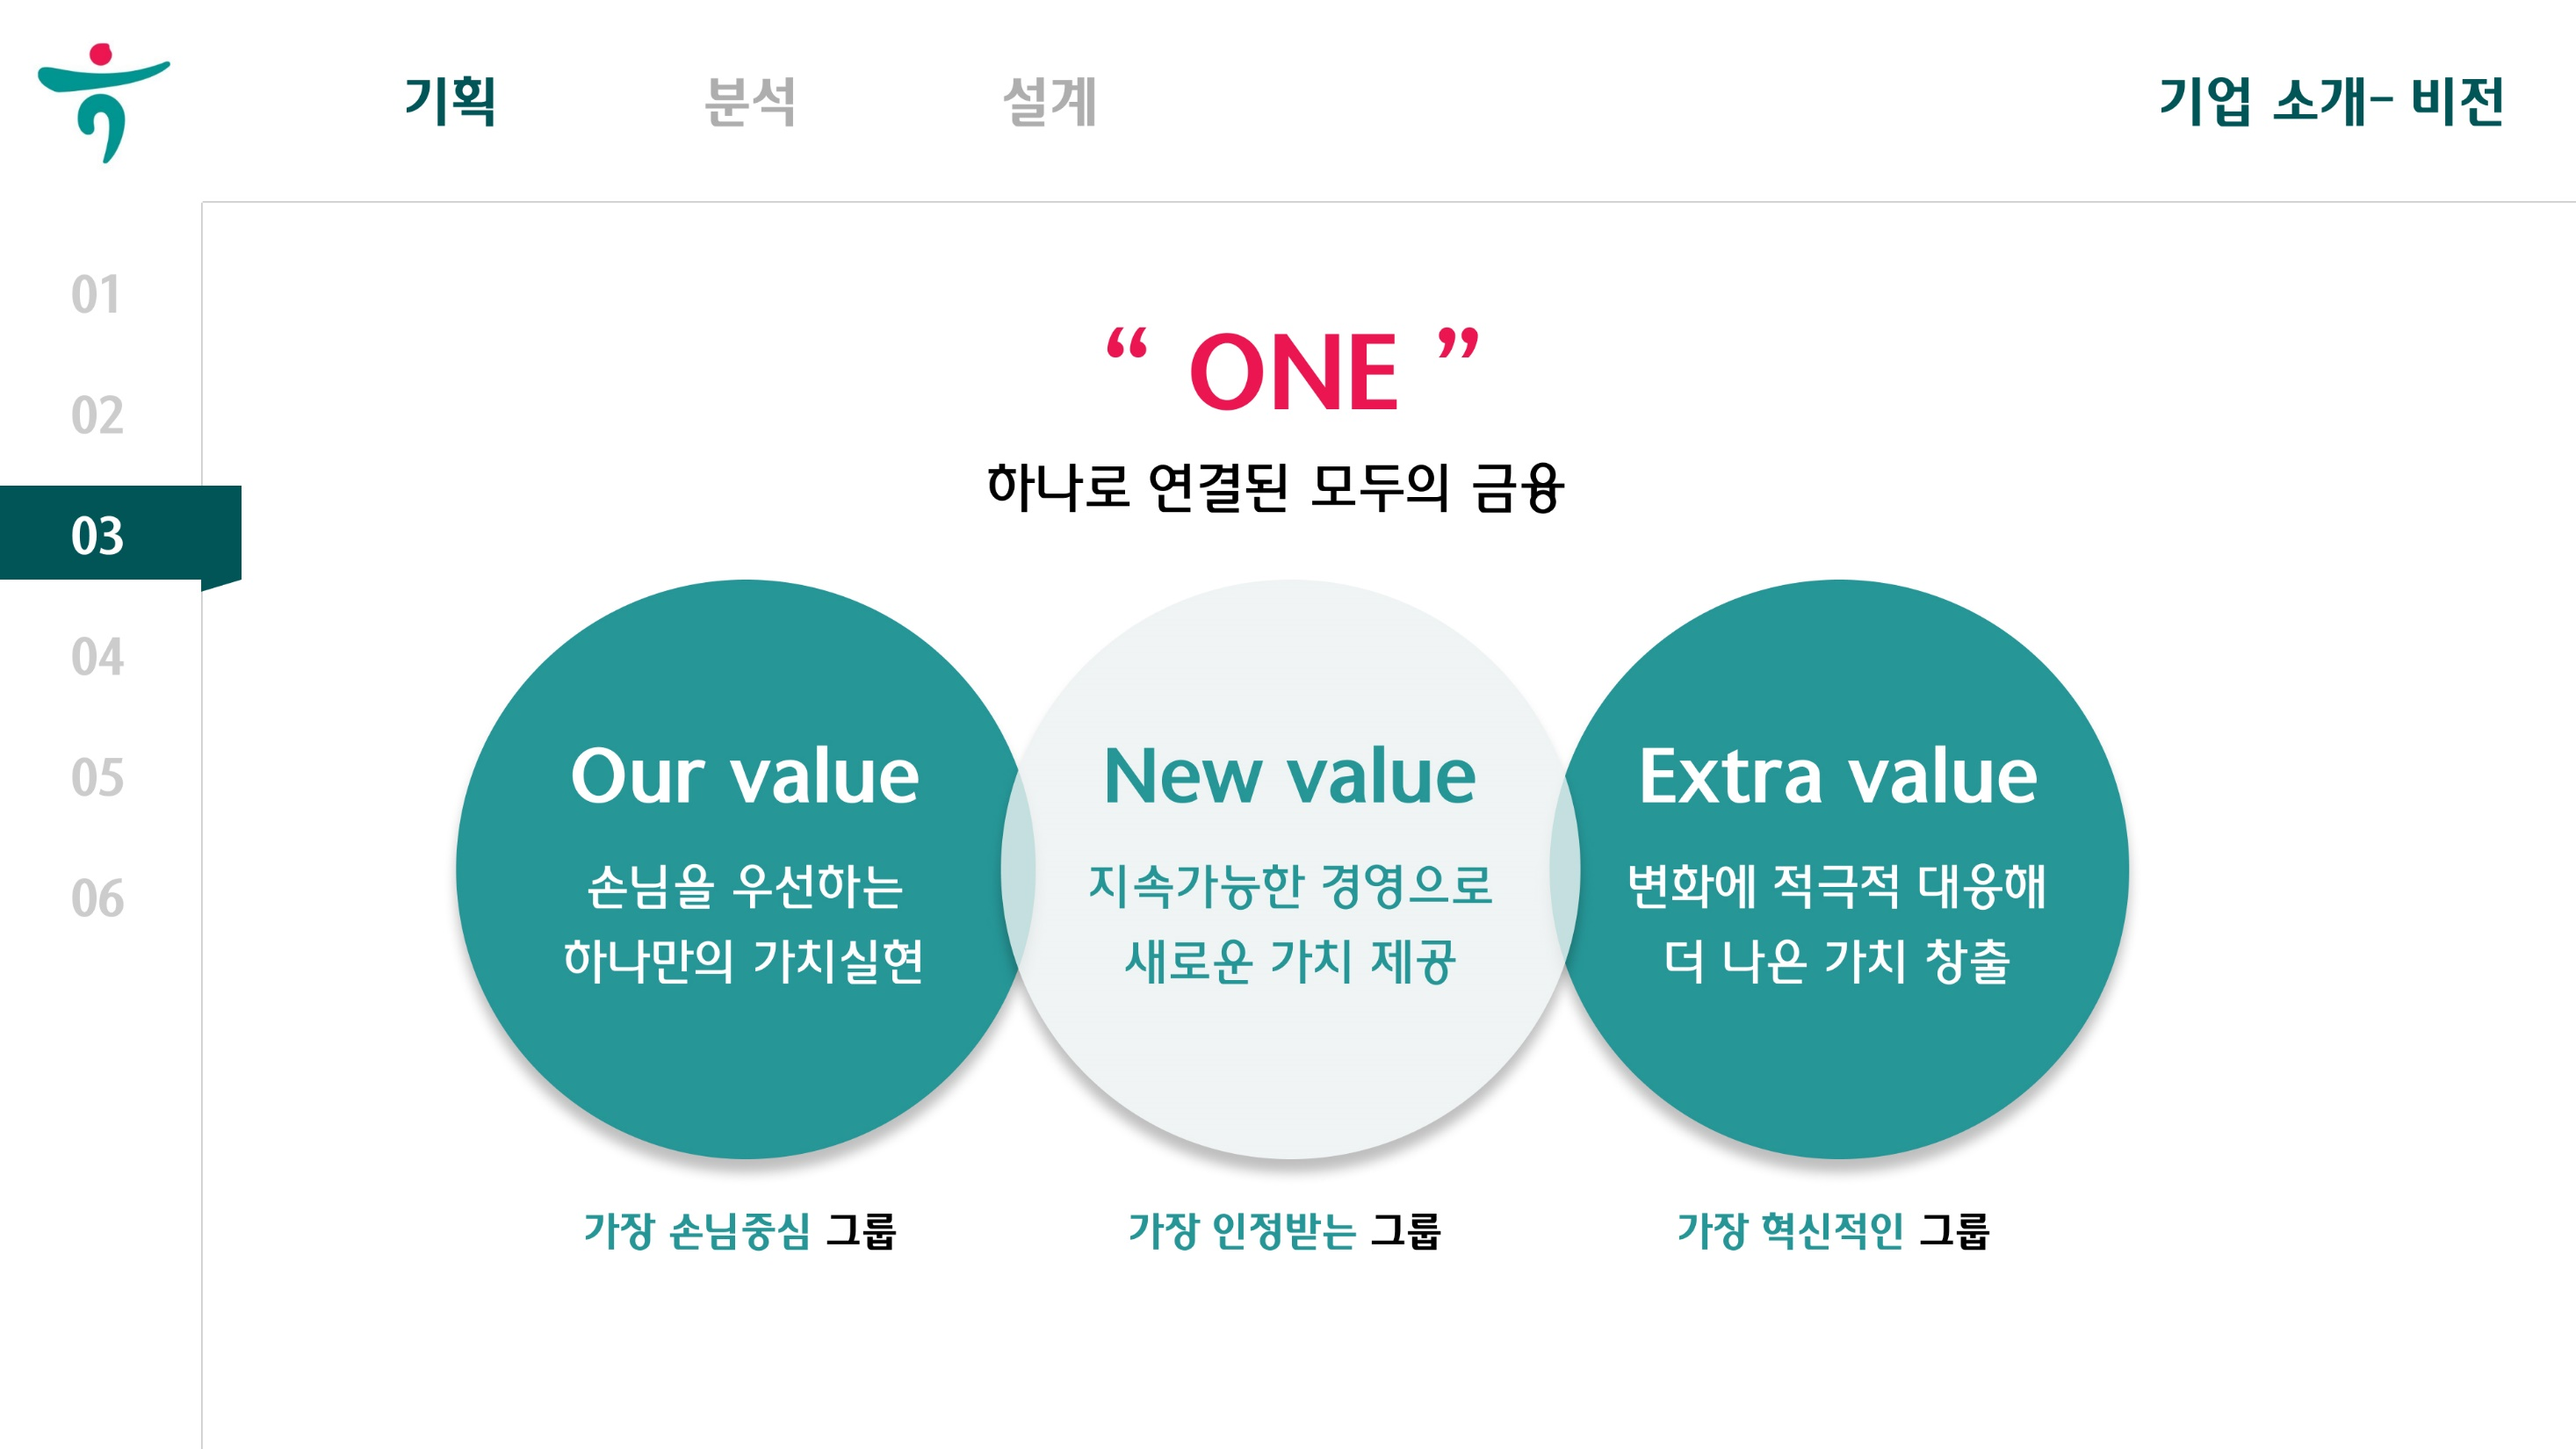 기획 분석 설계 기업 소개- 비전
01
02
03
04
05
06
“ ONE ”
하나로 연결된 모두의 금융
Our value
손님을 우선하는
하나만의 가치실현
New value
지속가능한 경영으로
새로운 가치 제공
Extra value
변화에 적극적 대응해
더 나은 가치 창출
가장 손님중심 그룹
가장 인정받는 그룹
가장 혁신적인 그룹